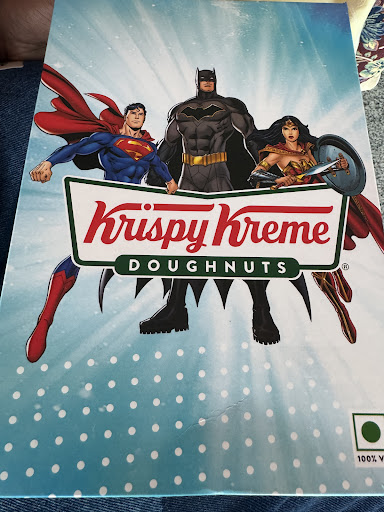 Krispy Kreme
DOUGHNUTS
®
100% V